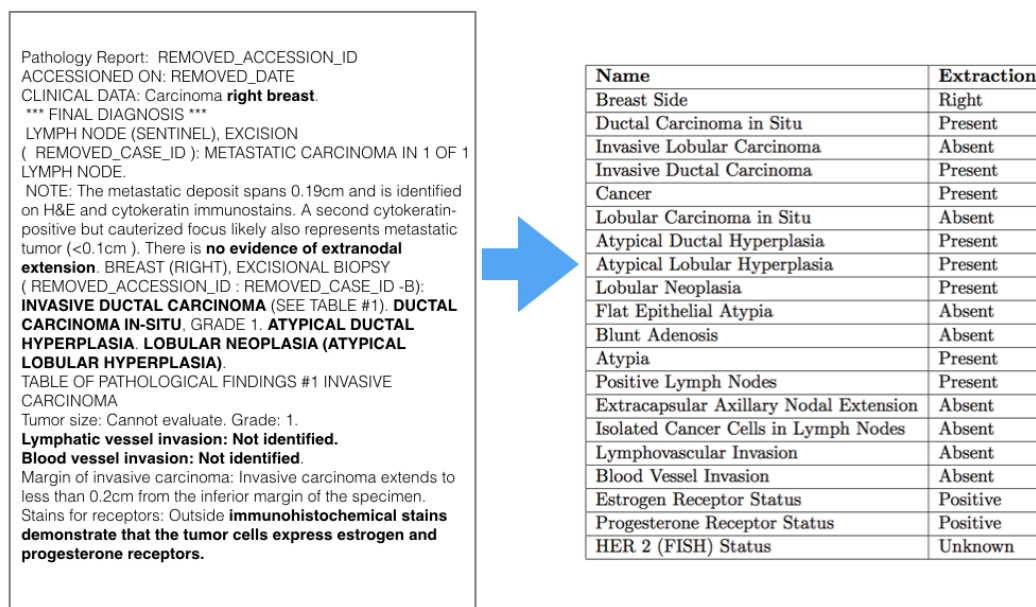 Pathology Report: REMOVED_ACCESSION_ID
ACCESSIONED ON: REMOVED_DATE
CLINICAL DATA: Carcinoma right breast.
*** FINAL DIAGNOSIS ***
LYMPH NODE (SENTINEL), EXCISION
( REMOVED_CASE_ID ): METASTATIC CARCINOMA IN 1 OF 1
LYMPH NODE.
NOTE: The metastatic deposit spans 0.19cm and is identified
on H&E and cytokeratin immunostains. A second cytokeratin-
positive but cauterized focus likely also represents metastatic
tumor (<0.1cm ). There is no evidence of extranodal
extension. BREAST (RIGHT), EXCISIONAL BIOPSY
( REMOVED_ACCESSION_ID : REMOVED_CASE_ID -B):
INVASIVE DUCTAL CARCINOMA (SEE TABLE #1). DUCTAL
CARCINOMA IN-SITU, GRADE 1. ATYPICAL DUCTAL
HYPERPLASIA. LOBULAR NEOPLASIA (ATYPICAL
LOBULAR HYPERPLASIA).
TABLE OF PATHOLOGICAL FINDINGS #1 INVASIVE
CARCINOMA
Tumor size: Cannot evaluate. Grade: 1.
Lymphatic vessel invasion: Not identified.
Blood vessel invasion: Not identified.
Margin of invasive carcinoma: Invasive carcinoma extends to
less than 0.2cm from the inferior margin of the specimen.
Stains for receptors: Outside immunohistochemical stains
demonstrate that the tumor cells express estrogen and
progesterone receptors.
Name Extraction
Breast Side Right
Ductal Carcinoma in Situ Present
Invasive Lobular Carcinoma Absent
Invasive Ductal Carcinoma Present
Cancer Present
Lobular Carcinoma in Situ Absent
Atypical Ductal Hyperplasia Present
Atypical Lobular Hyperplasia Present
Lobular Neoplasia Present
Flat Epithelial Atypia Absent
Blunt Adenosis Absent
Atypia Present
Positive Lymph Nodes Present
Extracapsular Axillary Nodal Extension Absent
Isolated Cancer Cells in Lymph Nodes Absent
Lymphovascular Invasion Absent
Blood Vessel Invasion Absent
Estrogen Receptor Status Positive
Progesterone Receptor Status Positive
HER 2 (FISH) Status Unknown